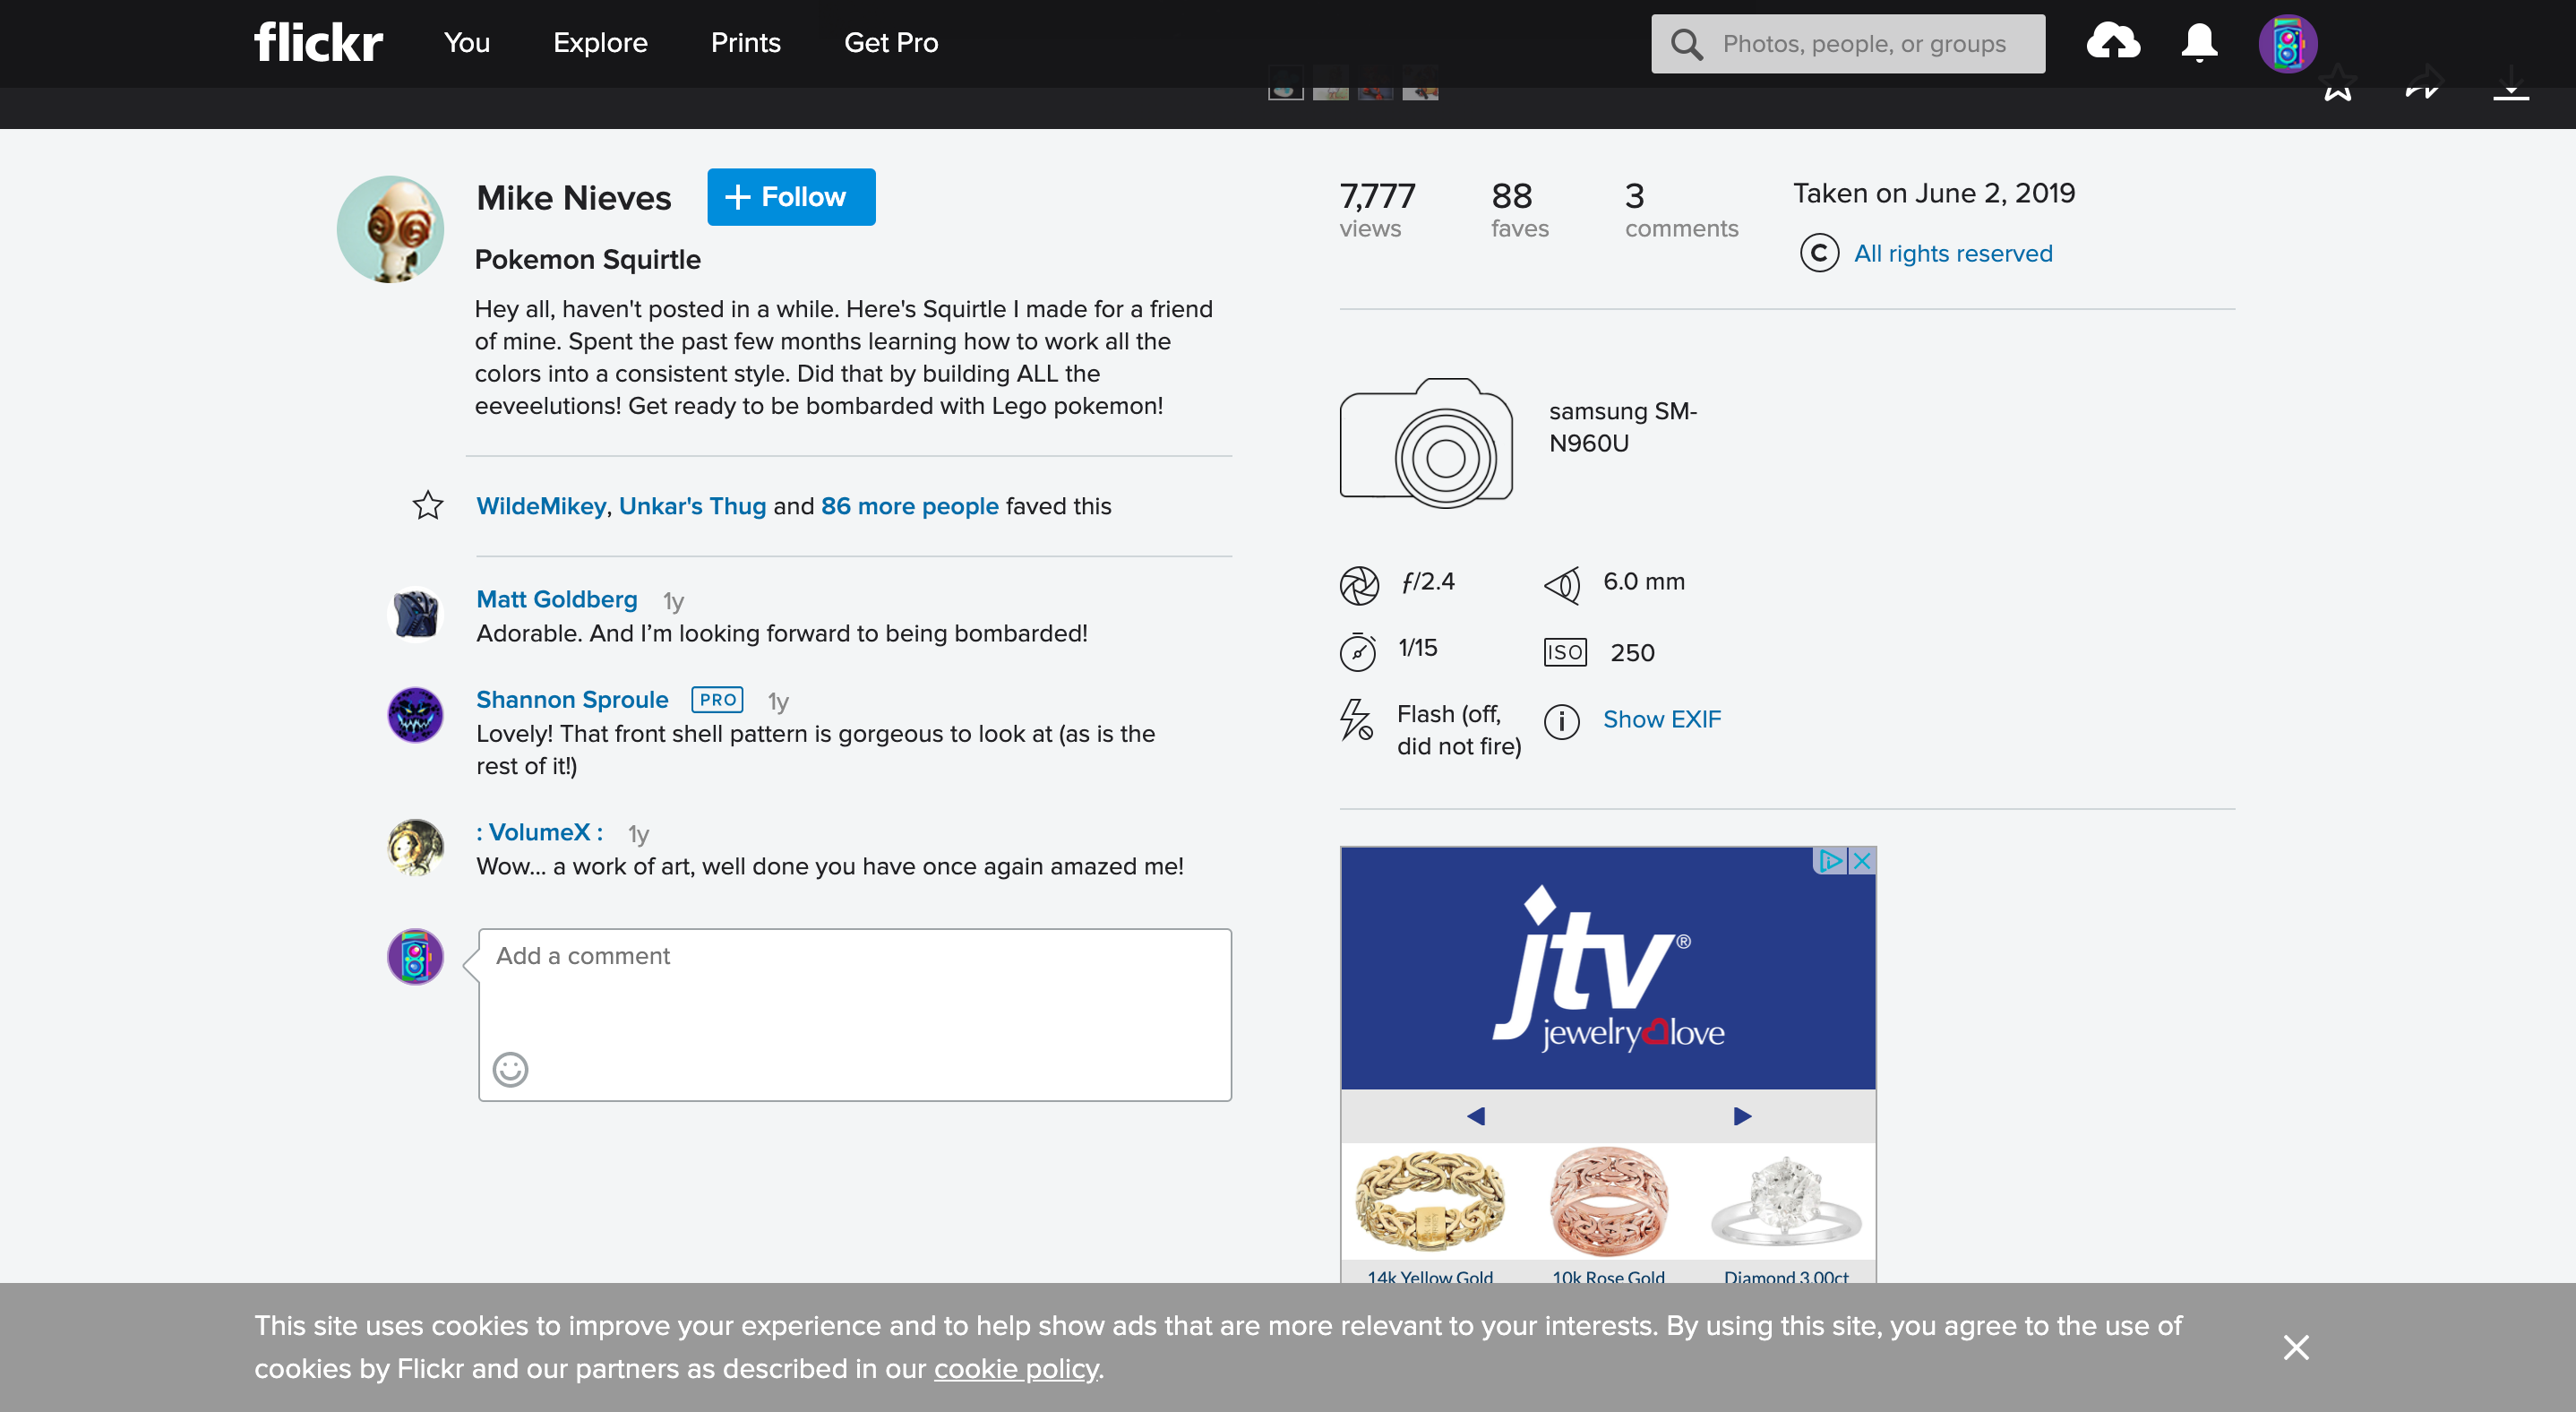 flickr
You
Explore
Prints
Get Pro
Photos, people, or groups
Mike Nieves
+ Follow
Pokemon Squirtle
Hey all, haven't posted in a while. Here's Squirtle I made for a friend
of mine. Spent the past few months learning how to work all the
colors into a consistent style. Did that by building ALL the
eeveelutions! Get ready to be bombarded with Lego pokemon!
WildeMikey, Unkar's Thug and 86 more people faved this
Matt Goldberg 1y
Adorable. And I’m looking forward to being bombarded!
Shannon Sproule PRO 1y
Lovely! That front shell pattern is gorgeous to look at (as is the
rest of it!)
: VolumeX : 1y
Wow... a work of art, well done you have once again amazed me!
Add a comment
7,777
views
88
faves
3
comments
Taken on June 2, 2019
© All rights reserved
samsung SM-
N960U
ƒ/2.4
6.0 mm
1/15
ISO 250
Flash (off,
did not fire)
Show EXIF
jtv®
jewelry love
14k Yellow Gold
10k Rose Gold
Diamond 3.00ct
This site uses cookies to improve your experience and to help show ads that are more relevant to your interests. By using this site, you agree to the use of
cookies by Flickr and our partners as described in our cookie policy.